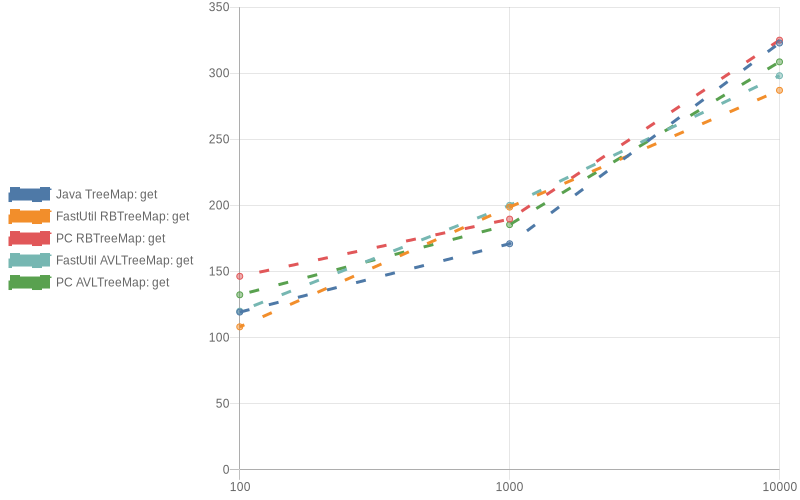 350
300
250
200
150
100
50
0
100
1000
10000
Java TreeMap: get
FastUtil RBTreeMap: get
PC RBTreeMap: get
FastUtil AVLTreeMap: get
PC AVLTreeMap: get